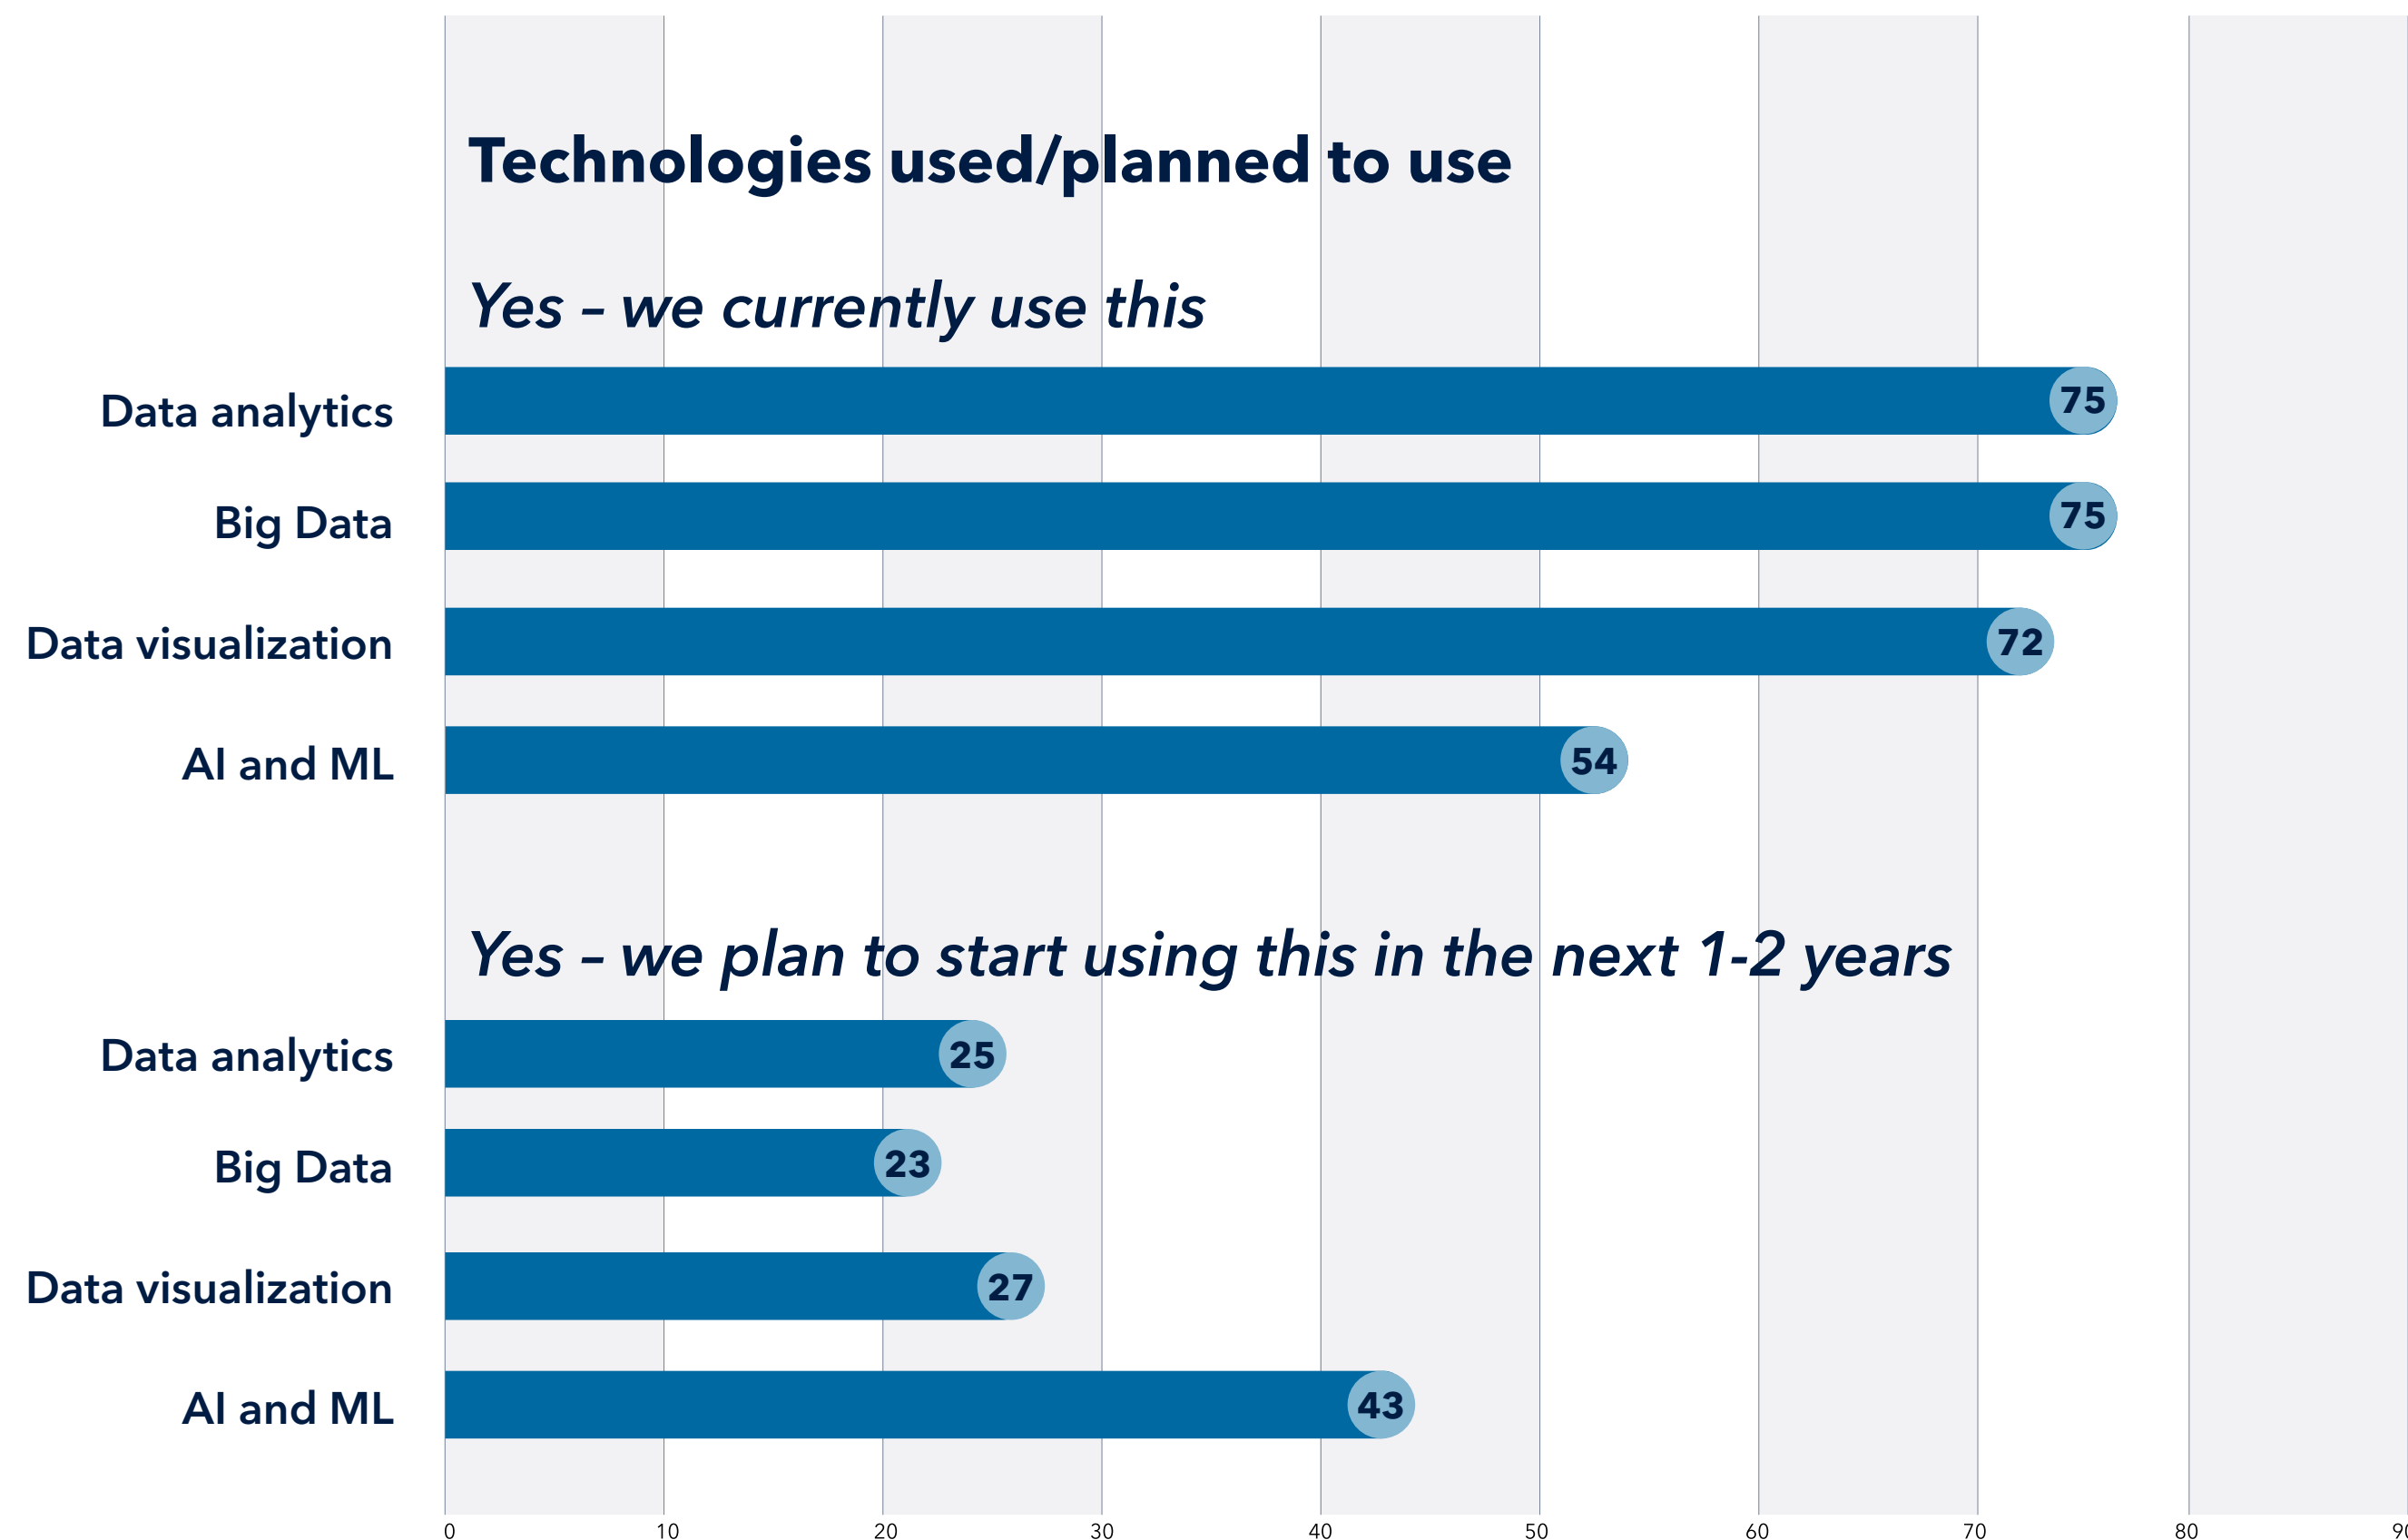 Technologies used/planned to use
Yes – we currently use this
Data analytics 75
Big Data 75
Data visualization 72
AI and ML 54
Yes – we plan to start using this in the next 1-2 years
Data analytics 25
Big Data 23
Data visualization 27
AI and ML 43
0 10 20 30 40 50 60 70 80